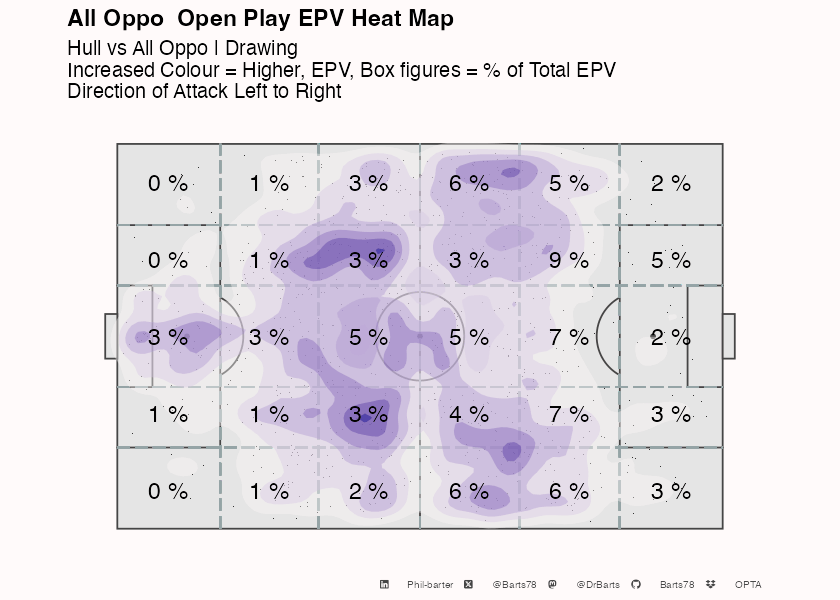 All Oppo  Open Play EPV Heat Map
Hull vs All Oppo | Drawing
Increased Colour = Higher, EPV, Box figures = % of Total EPV
Direction of Attack Left to Right
0 % 1 % 3 % 6 % 5 % 2 %
0 % 1 % 3 % 3 % 9 % 5 %
3 % 3 % 5 % 5 % 7 % 2 %
1 % 1 % 3 % 4 % 7 % 3 %
0 % 1 % 2 % 6 % 6 % 3 %
Phil-barter @Barts78 @DrBarts Barts78 OPTA